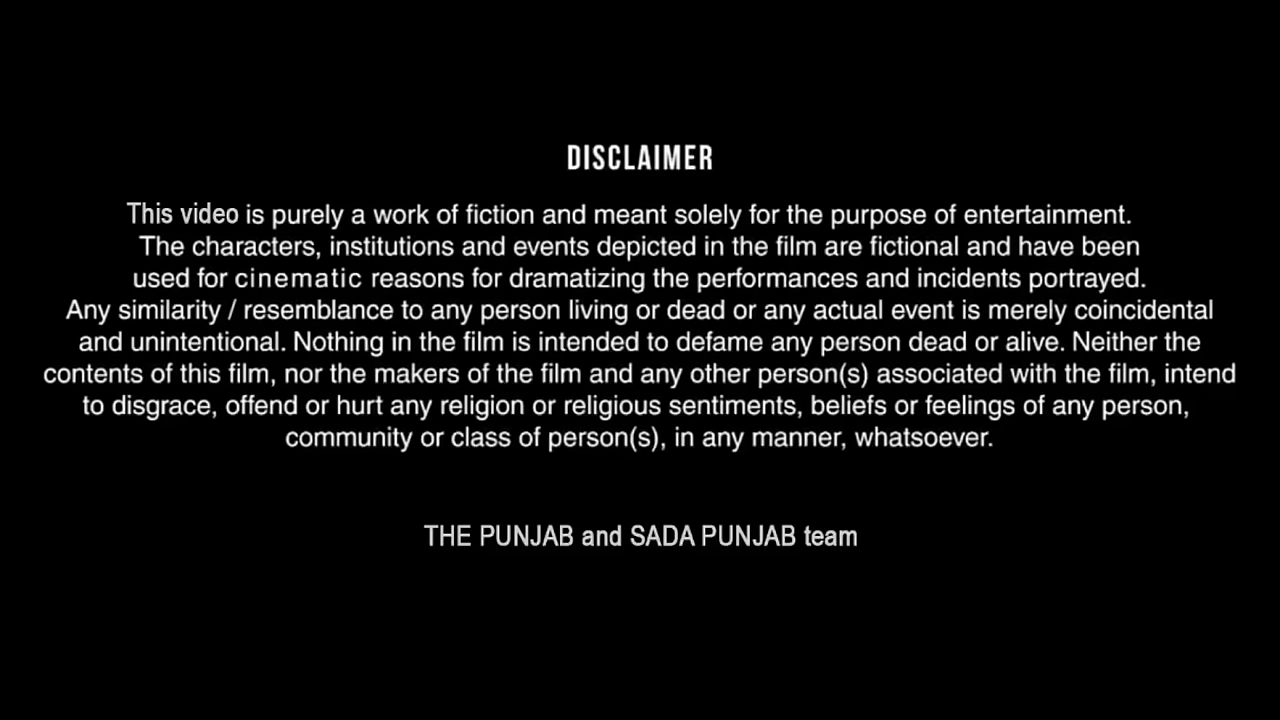 DISCLAIMER
This video is purely a work of fiction and meant solely for the purpose of entertainment.
The characters, institutions and events depicted in the film are fictional and have been
used for cinematic reasons for dramatizing the performances and incidents portrayed.
Any similarity / resemblance to any person living or dead or any actual event is merely coincidental
and unintentional. Nothing in the film is intended to defame any person dead or alive. Neither the
contents of this film, nor the makers of the film and any other person(s) associated with the film, intend
to disgrace, offend or hurt any religion or religious sentiments, beliefs or feelings of any person,
community or class of person(s), in any manner, whatsoever.
THE PUNJAB and SADA PUNJAB team